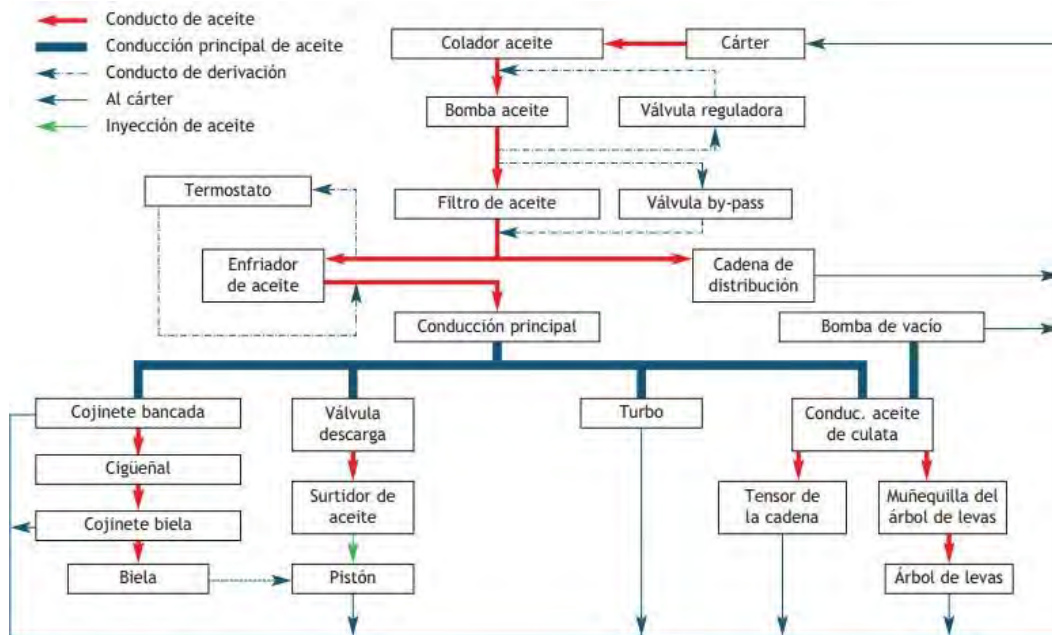 Conducto de aceite
Conducción principal de aceite
Conducto de derivación
Al cárter
Inyección de aceite
Colador aceite
Cárter
Bomba aceite
Válvula reguladora
Termostato
Filtro de aceite
Válvula by-pass
Enfriador
de aceite
Cadena de
distribución
Conducción principal
Bomba de vacío
Cojinete bancada
Válvula
descarga
Turbo
Conduc. aceite
de culata
Cigüeñal
Surtidor de
aceite
Tensor de
la cadena
Muñequilla del
árbol de levas
Cojinete biela
Biela
Pistón
Árbol de levas